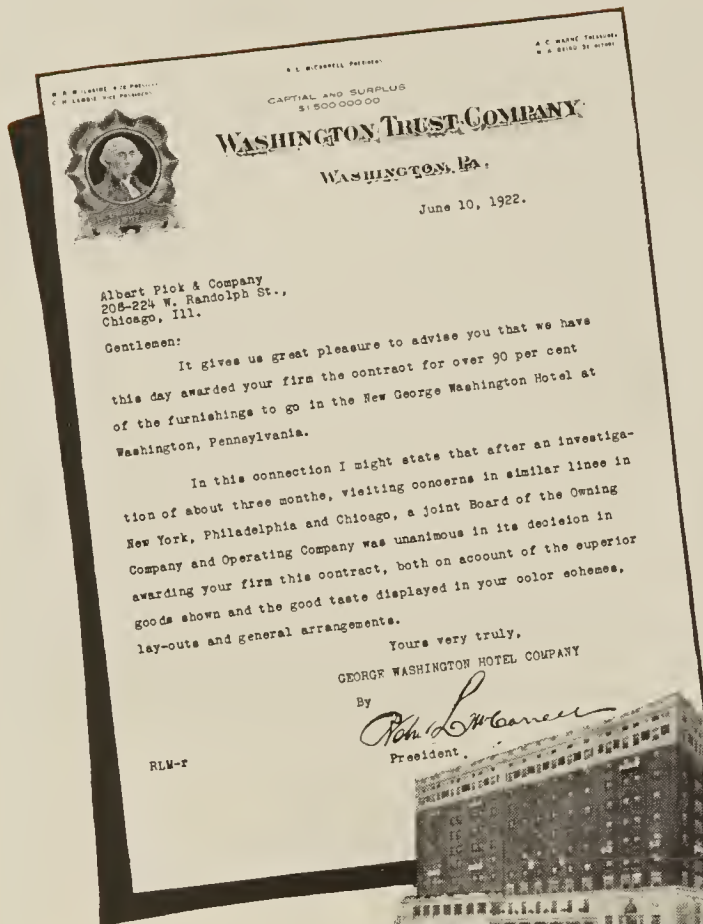 R. L. McCARRELL PRESIDENT
A. C. WARNE TREASURER
CAPTIAL AND SURPLUS
$1 500 000.00
WASHINGTON TRUST COMPANY
WASHINGTON, PA.
June 10, 1922.
Albert Pick & Company
208-224 W. Randolph St.,
Chicago, Ill.
Gentlemen:
It gives us great pleasure to advise you that we have
this day awarded your firm the contract for over 90 per cent
of the furnishings to go in the New George Washington Hotel at
Washington, Pennsylvania.
In this connection I might state that after an investiga-
tion of about three months, visiting concerns in similar lines in
New York, Philadelphia and Chicago, a joint Board of the Owning
Company and Operating Company was unanimous in its decision in
awarding your firm this contract, both on account of the superior
goods shown and the good taste displayed in your color schemes,
lay-outs and general arrangements.
Yours very truly,
GEORGE WASHINGTON HOTEL COMPANY
By
President.
RLM-r